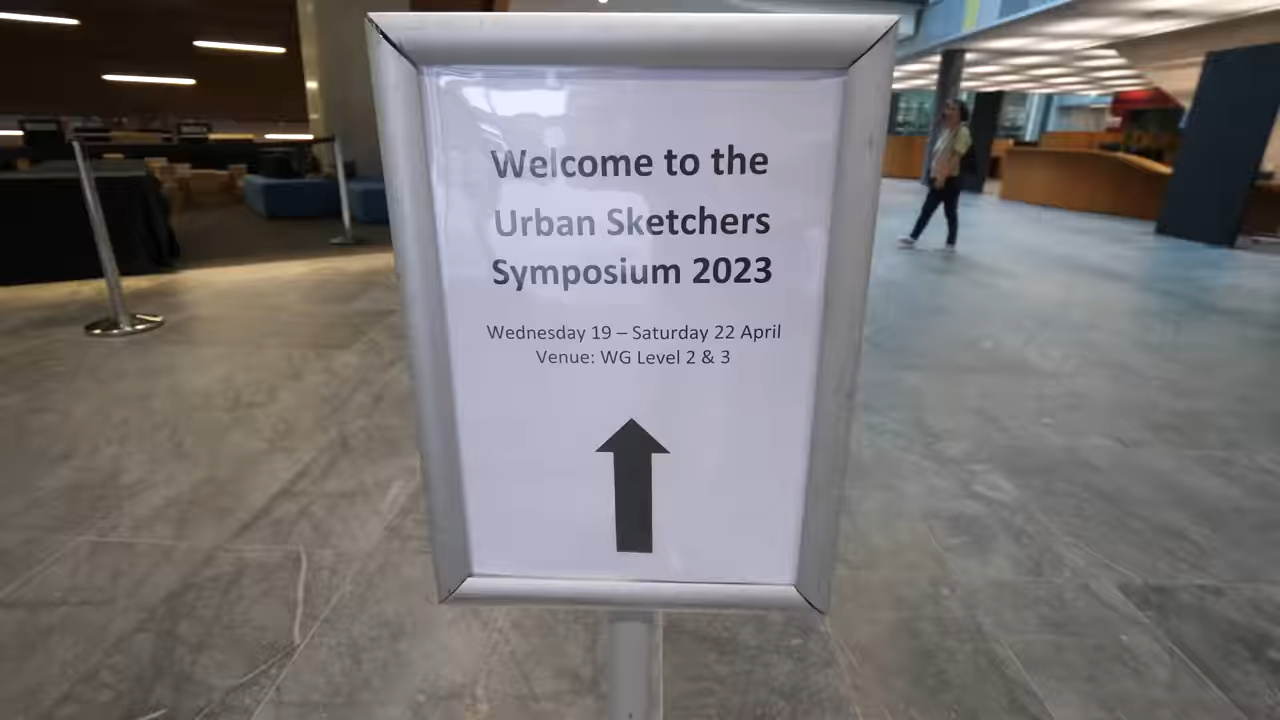 Welcome to the
Urban Sketchers
Symposium 2023
Wednesday 19 – Saturday 22 April
Venue: WG Level 2 & 3